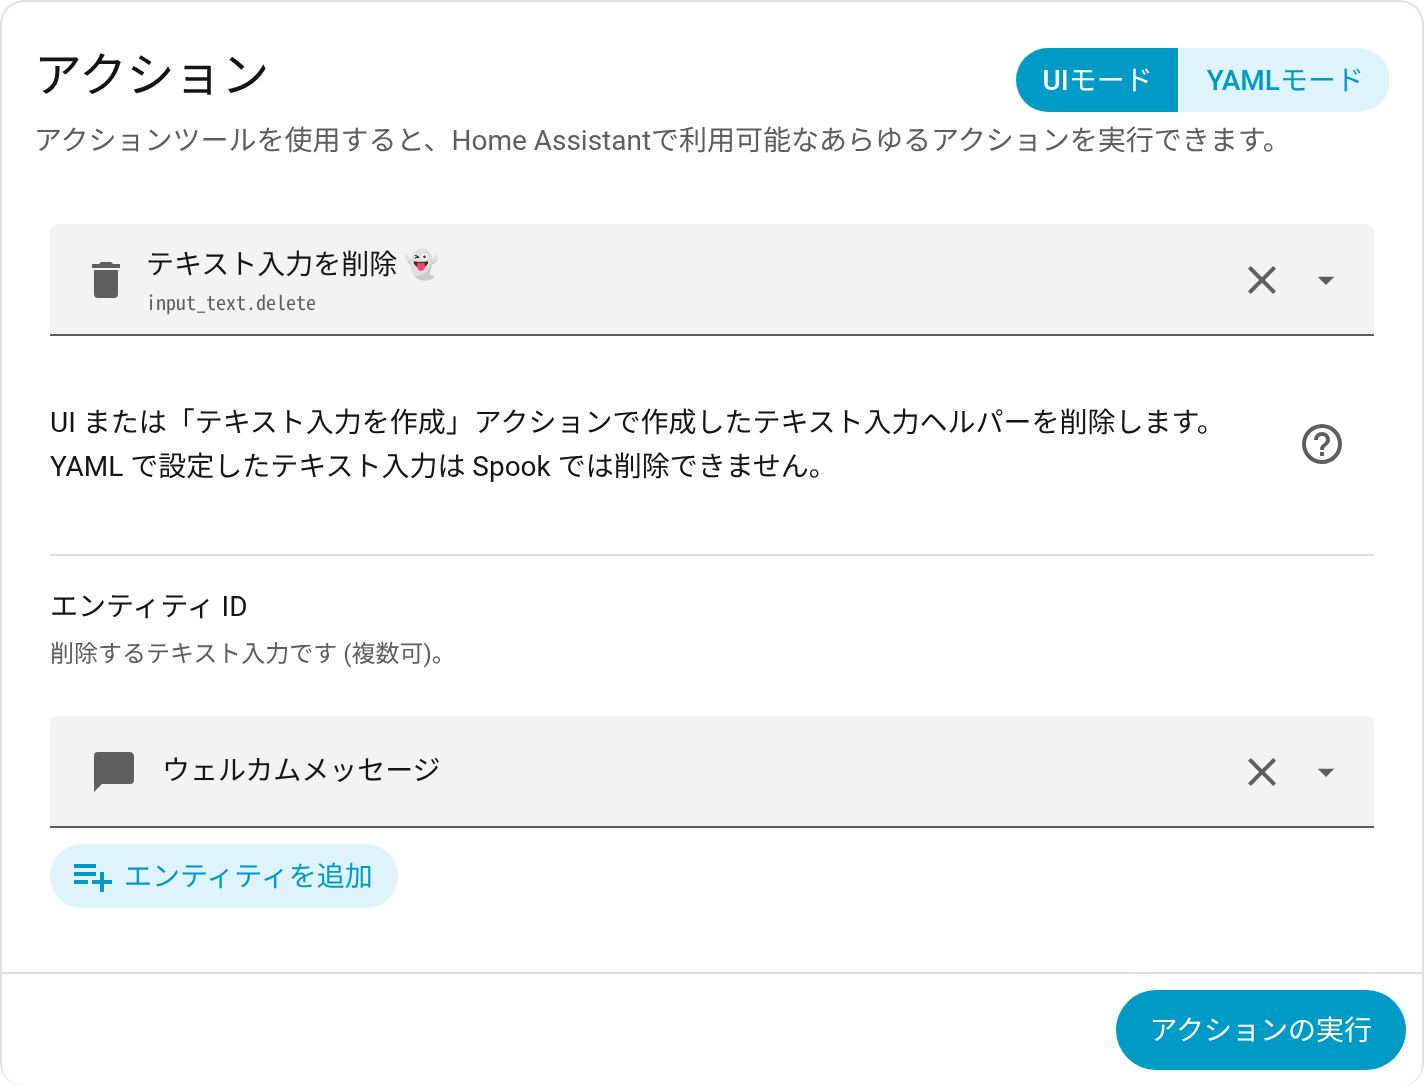 アクション
UIモード
YAMLモード
アクションツールを使用すると、Home Assistantで利用可能なあらゆるアクションを実行できます。
テキスト入力を削除 👻
input_text.delete
UI または「テキスト入力を作成」アクションで作成したテキスト入力ヘルパーを削除します。
YAML で設定したテキスト入力は Spook では削除できません。
エンティティ ID
削除するテキスト入力です (複数可)。
ウェルカムメッセージ
エンティティを追加
アクションの実行